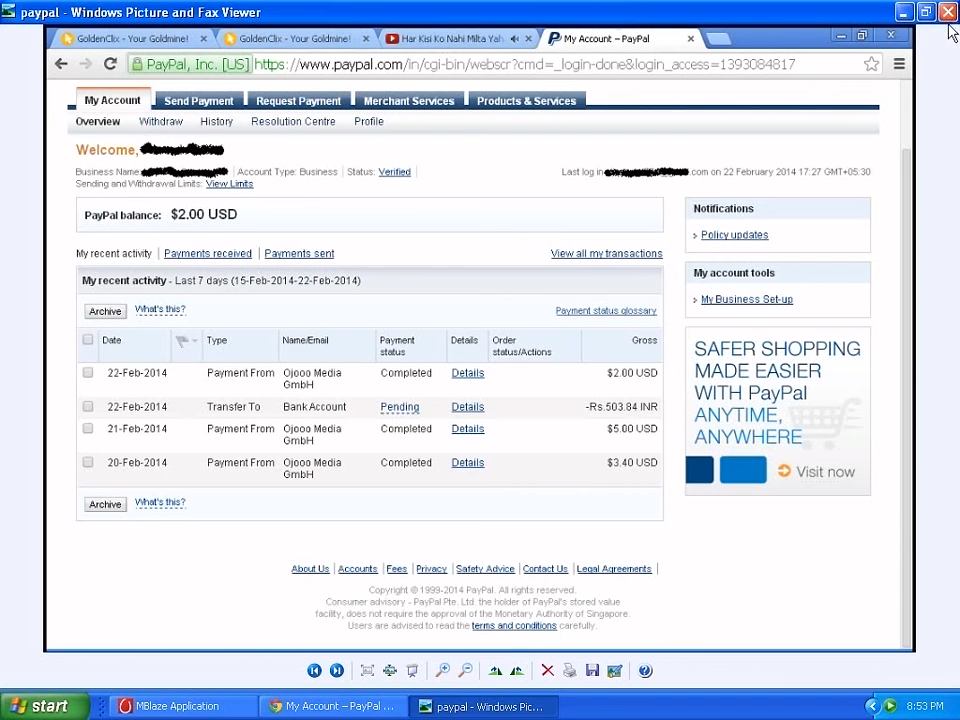 paypal - Windows Picture and Fax Viewer
GoldenClix - Your Goldmine! GoldenClix - Your Goldmine! Har Kisi Ko Nahi Milta Yah My Account – PayPal
PayPal, Inc. [US] https://www.paypal.com/in/cgi-bin/webscr?cmd=_login-done&login_access=1393084817
My Account Send Payment Request Payment Merchant Services Products & Services
Overview Withdraw History Resolution Centre Profile
Welcome,
Business Name: Account Type: Business Status: Verified
Last log in .com on 22 February 2014 17:27 GMT+05:30
Sending and Withdrawal Limits: View Limits
PayPal balance: $2.00 USD
My recent activity Payments received Payments sent View all my transactions
My recent activity - Last 7 days (15-Feb-2014-22-Feb-2014)
Archive What's this? Payment status glossary
Date Type Name/Email Payment status Details Order status/Actions Gross
22-Feb-2014 Payment From Ojooo Media GmbH Completed Details $2.00 USD
22-Feb-2014 Transfer To Bank Account Pending Details -Rs.503.84 INR
21-Feb-2014 Payment From Ojooo Media GmbH Completed Details $5.00 USD
20-Feb-2014 Payment From Ojooo Media GmbH Completed Details $3.40 USD
Archive What's this?
Notifications
Policy updates
My account tools
My Business Set-up
SAFER SHOPPING
MADE EASIER
WITH PayPal
ANYTIME,
ANYWHERE
Visit now
About Us Accounts Fees Privacy Safety Advice Contact Us Legal Agreements
Copyright © 1999-2014 PayPal. All rights reserved.
Consumer advisory - PayPal Pte. Ltd. the holder of PayPal's stored value
facility, does not require the approval of the Monetary Authority of Singapore.
Users are advised to read the terms and conditions carefully.
start MBlaze Application My Account – PayPal ... paypal - Windows Pic... 8:53 PM